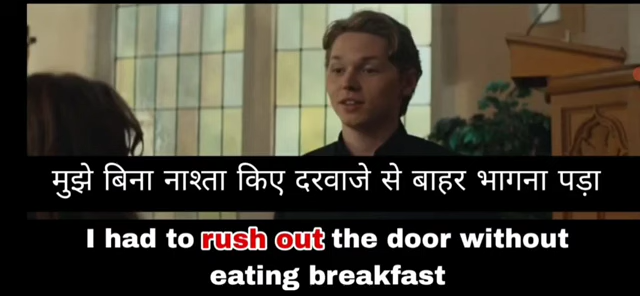 मुझे बिना नाश्ता किए दरवाजे से बाहर भागना पड़ा
I had to rush out the door without
eating breakfast